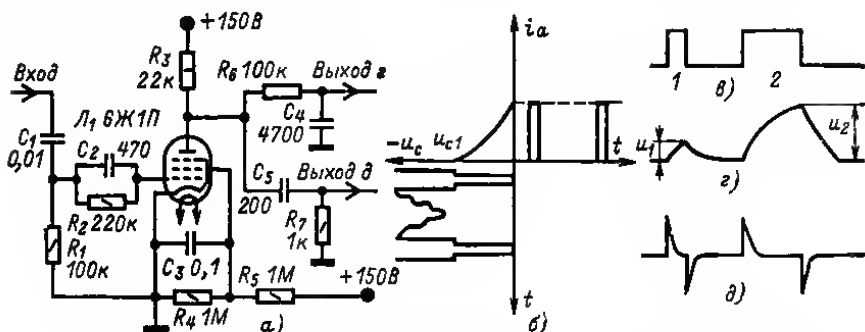 +150В
R3
22к
R6 100к
Выход г
Вход
Л1 6Ж1П
C4
4700
C1
0,01
C2 470
C5
200
Выход д
R2 220к
R7
1к
R1
100к
C3 0,1
R5 1М
+150В
R4 1М
а)
ia
-uc
uc1
t
t
б)
1
2
в)
u1
u2
г)
д)